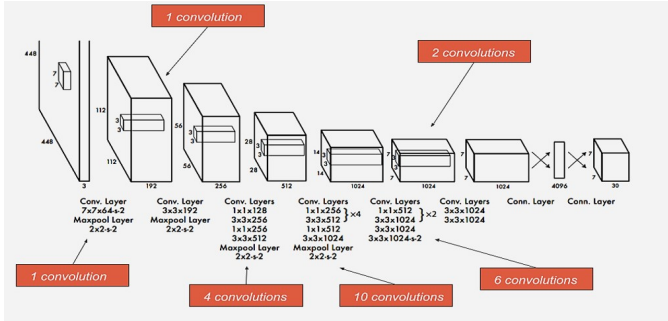 1 convolution
2 convolutions
448
448
7
7
3
112
112
3
3
192
56
56
3
3
256
28
28
3
3
512
14
14
3
3
1024
7
7
3
3
1024
7
7
1024
4096
7
7
30
Conv. Layer
7x7x64-s-2
Maxpool Layer
2x2-s-2
Conv. Layer
3x3x192
Maxpool Layer
2x2-s-2
Conv. Layers
1x1x128
3x3x256
1x1x256
3x3x512
Maxpool Layer
2x2-s-2
Conv. Layers
1x1x256 }×4
3x3x512
1x1x512
3x3x1024
Maxpool Layer
2x2-s-2
Conv. Layers
1x1x512 }×2
3x3x1024
3x3x1024
3x3x1024-s-2
Conv. Layers
3x3x1024
3x3x1024
Conn. Layer
Conn. Layer
1 convolution
4 convolutions
10 convolutions
6 convolutions